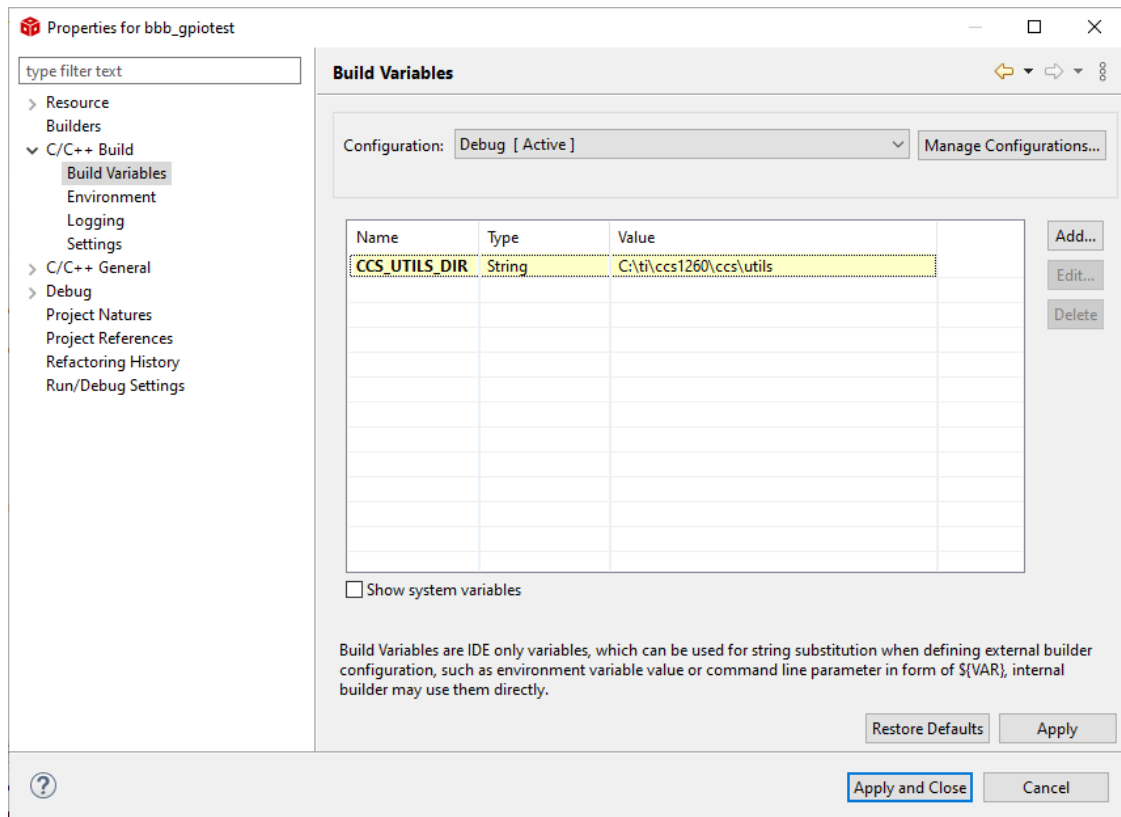 Properties for bbb_gpiotest
type filter text
Resource
Builders
C/C++ Build
Build Variables
Environment
Logging
Settings
C/C++ General
Debug
Project Natures
Project References
Refactoring History
Run/Debug Settings
Build Variables
Configuration: Debug [ Active ] Manage Configurations...
Name Type Value
CCS_UTILS_DIR String C:\ti\ccs1260\ccs\utils
Add...
Edit...
Delete
Show system variables
Build Variables are IDE only variables, which can be used for string substitution when defining external builder
configuration, such as environment variable value or command line parameter in form of ${VAR}, internal
builder may use them directly.
Restore Defaults Apply
? Apply and Close Cancel